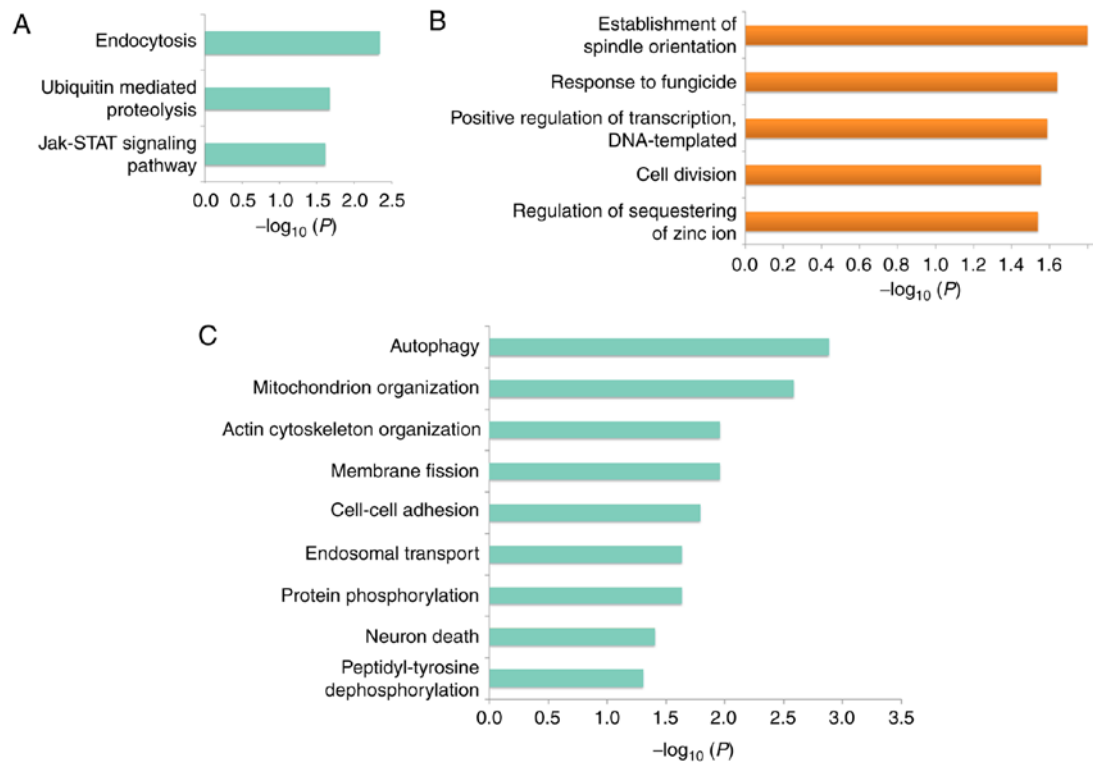 A
Endocytosis
Ubiquitin mediated
proteolysis
Jak-STAT signaling
pathway
0.0 0.5 1.0 1.5 2.0 2.5
–log10 (P)
B
Establishment of
spindle orientation
Response to fungicide
Positive regulation of transcription,
DNA-templated
Cell division
Regulation of sequestering
of zinc ion
0.0 0.2 0.4 0.6 0.8 1.0 1.2 1.4 1.6
–log10 (P)
C
Autophagy
Mitochondrion organization
Actin cytoskeleton organization
Membrane fission
Cell-cell adhesion
Endosomal transport
Protein phosphorylation
Neuron death
Peptidyl-tyrosine
dephosphorylation
0.0 0.5 1.0 1.5 2.0 2.5 3.0 3.5
–log10 (P)